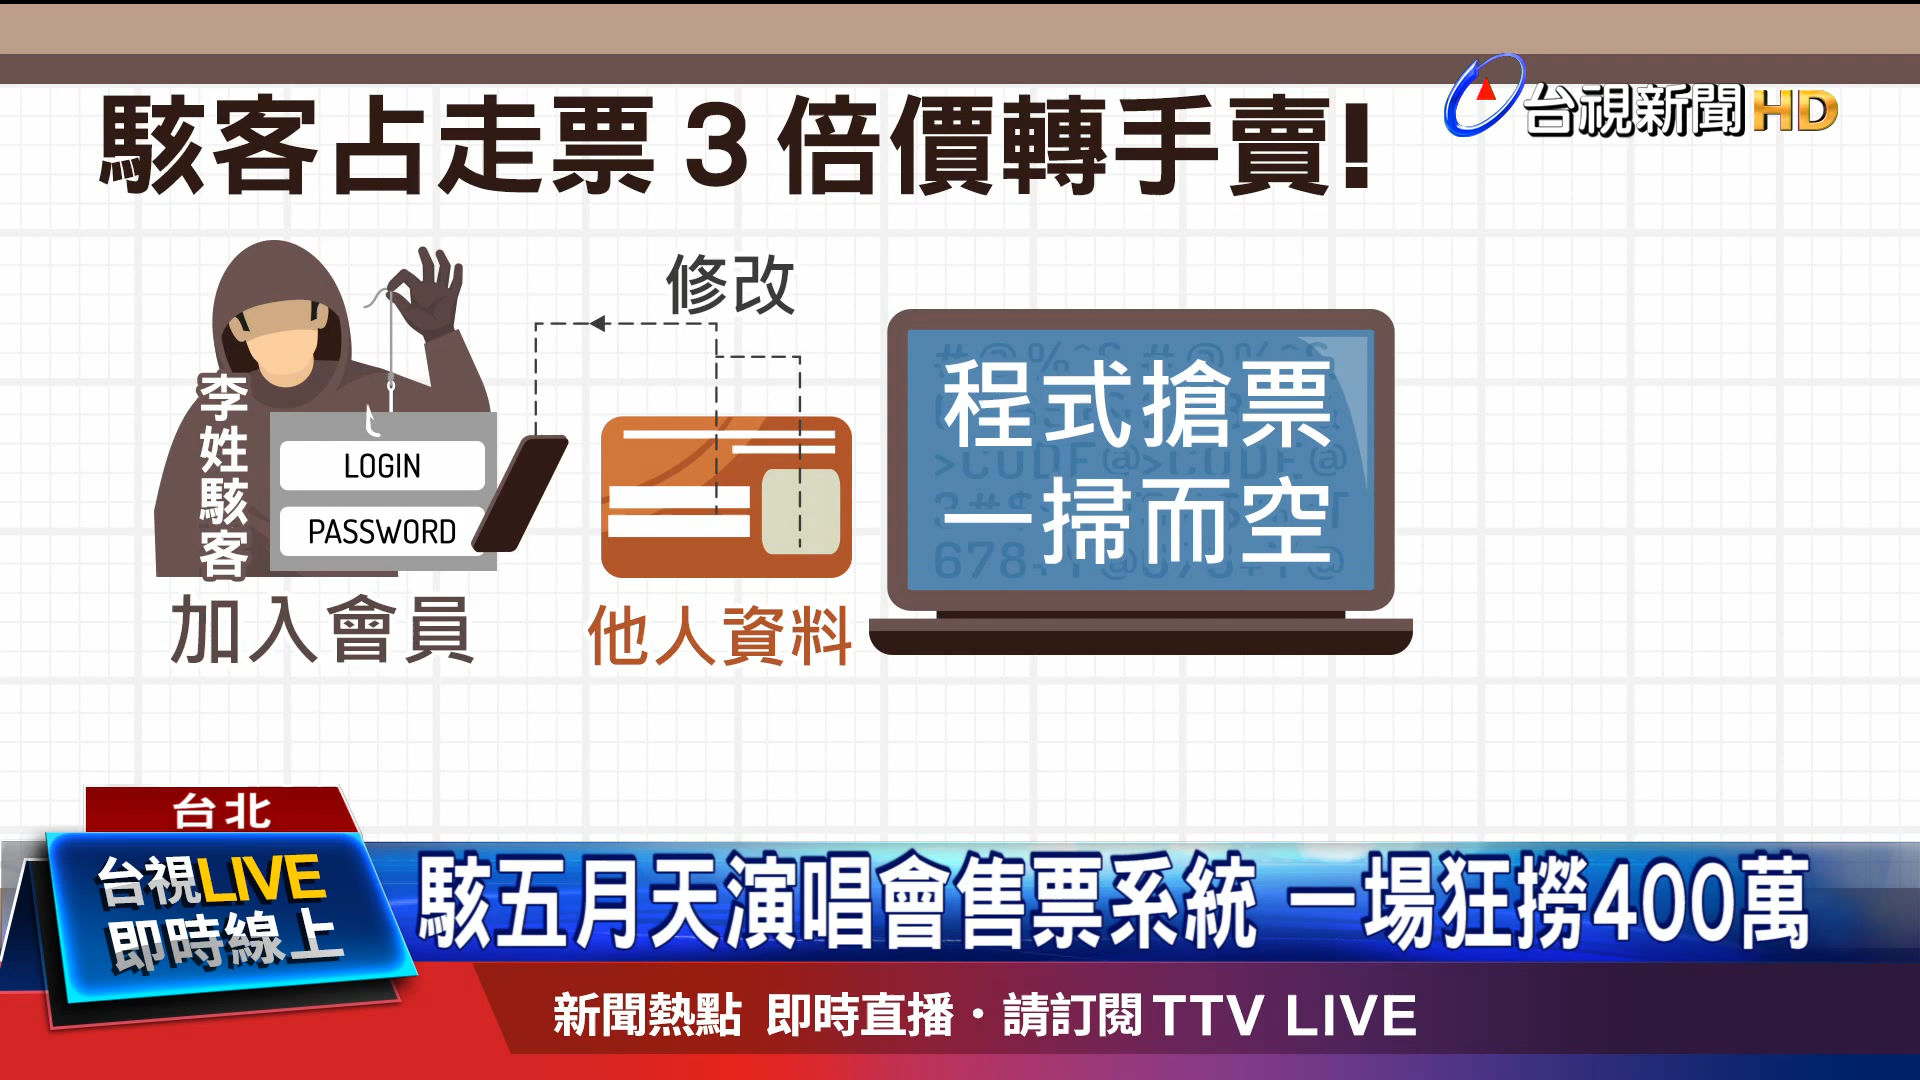 駭客占走票3倍價轉手賣!
台視新聞HD
修改
李姓駭客
LOGIN
PASSWORD
程式搶票
一掃而空
加入會員
他人資料
台北
台視LIVE
即時線上
駭五月天演唱會售票系統 一場狂撈400萬
新聞熱點 即時直播·請訂閱TTV LIVE